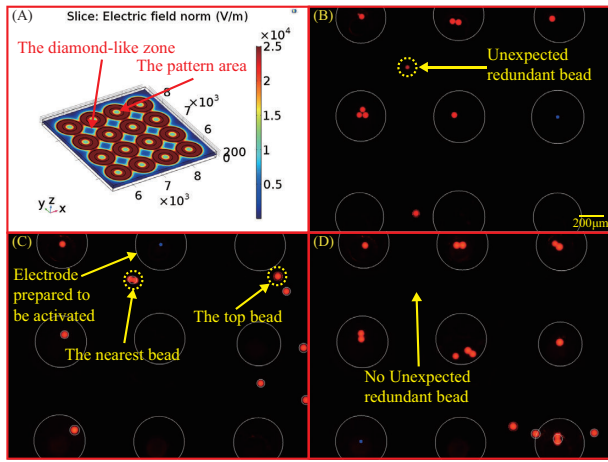 (A)
Slice: Electric field norm (V/m)
The diamond-like zone
The pattern area
×10⁴
2.5
2
1.5
1
0.5
8
7
×10³
6
200
0
6
7
8
×10³
y z x
(B)
Unexpected
redundant bead
200μm
(C)
Electrode
prepared to
be activated
The nearest bead
The top bead
(D)
No Unexpected
redundant bead